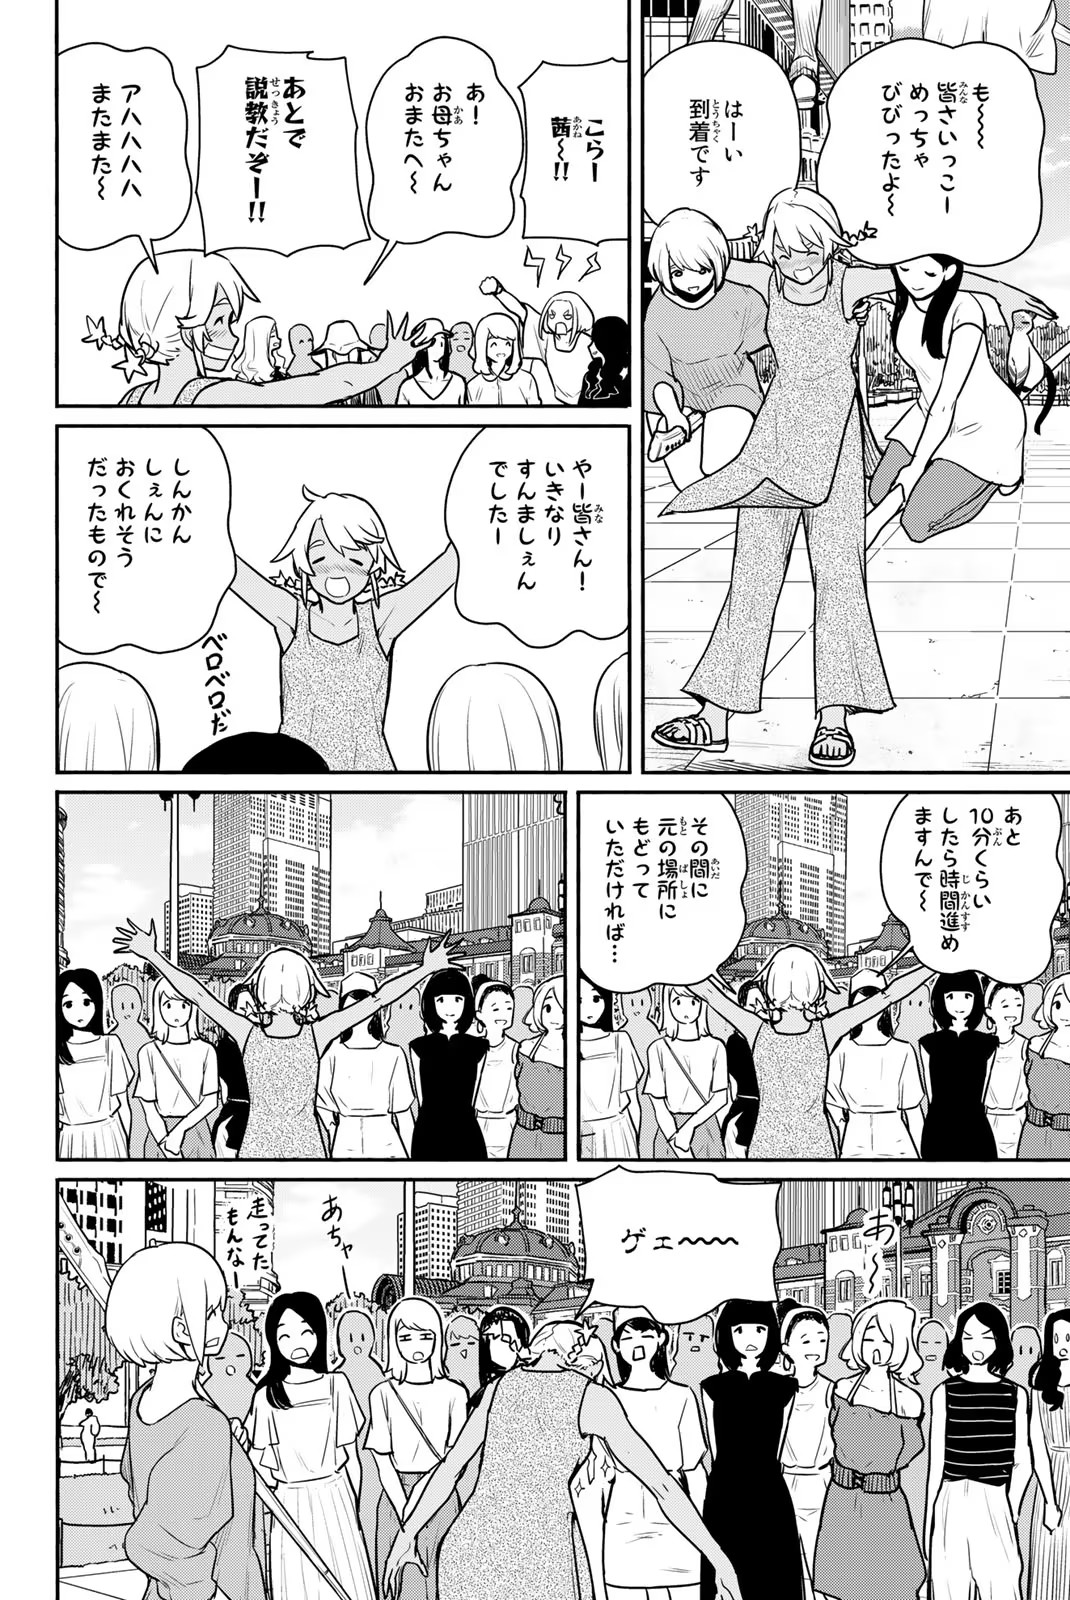 も〜〜
皆さいっこー
めっちゃ
びびったよ〜
はーい
到着です
こらー
茜〜!!
あー!
お母ちゃん
おまたへ〜
あとで
説教だぞー!!
アハハハハ
またまた〜
やー皆さん!
いきなり
すんましぇん
でしたー
しんかん
しぇんに
おくれそう
だったもので〜
ベロベロだ
あと
10分くらい
したら時間進め
ますんで〜
その間に
元の場所に
もどって
いただければ…
あ〜
ゲェ〜〜〜
あちゃー
走ってた
もんなー